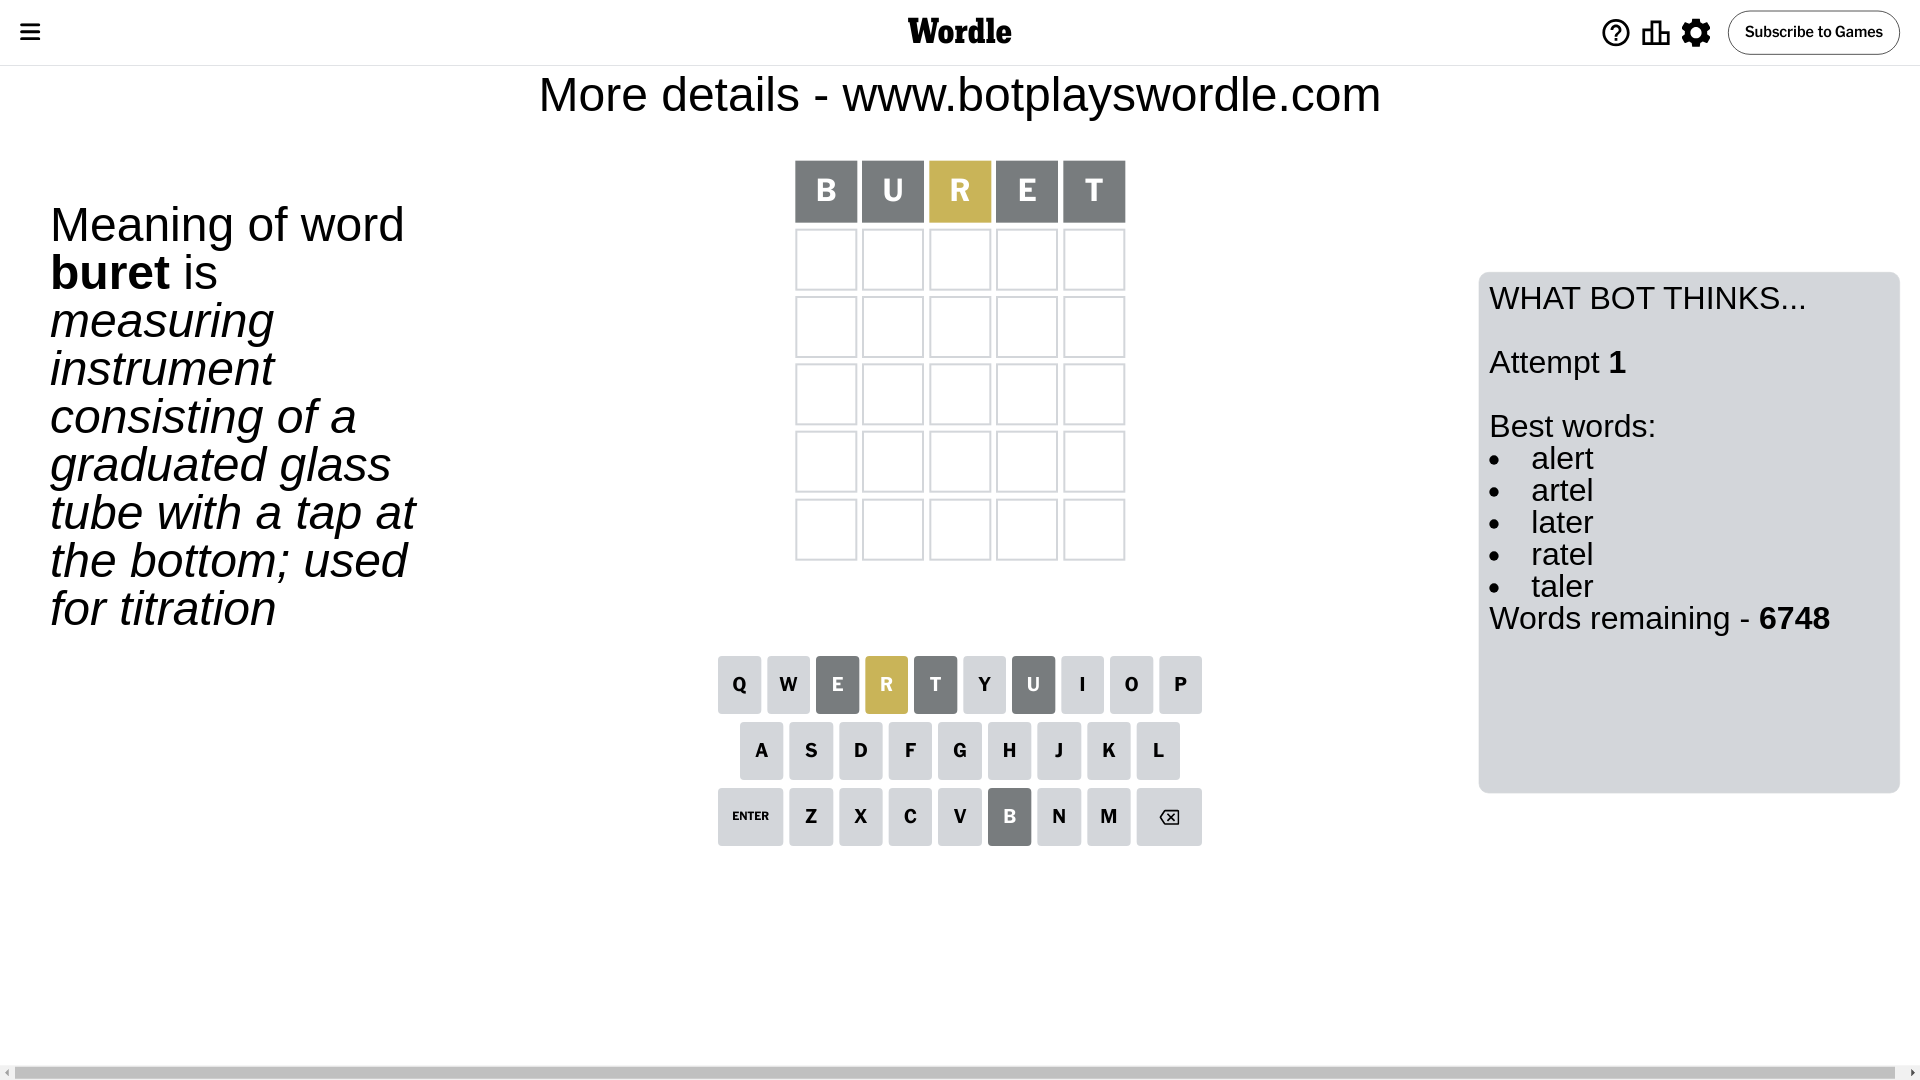 Wordle
Subscribe to Games
More details - www.botplayswordle.com
Meaning of word
buret is
measuring
instrument
consisting of a
graduated glass
tube with a tap at
the bottom; used
for titration
B U R E T
WHAT BOT THINKS...
Attempt 1
Best words:
• alert
• artel
• later
• ratel
• taler
Words remaining - 6748
Q W E R T Y U I O P
A S D F G H J K L
ENTER Z X C V B N M